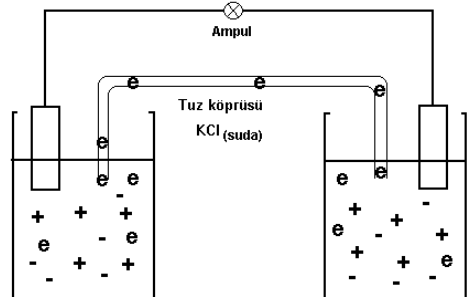 Ampul
e e e
Tuz köprüsü
KCl (suda)
e
e e e e
- -
+ + + + +
e - e e - +
- + + + - e
- - - -